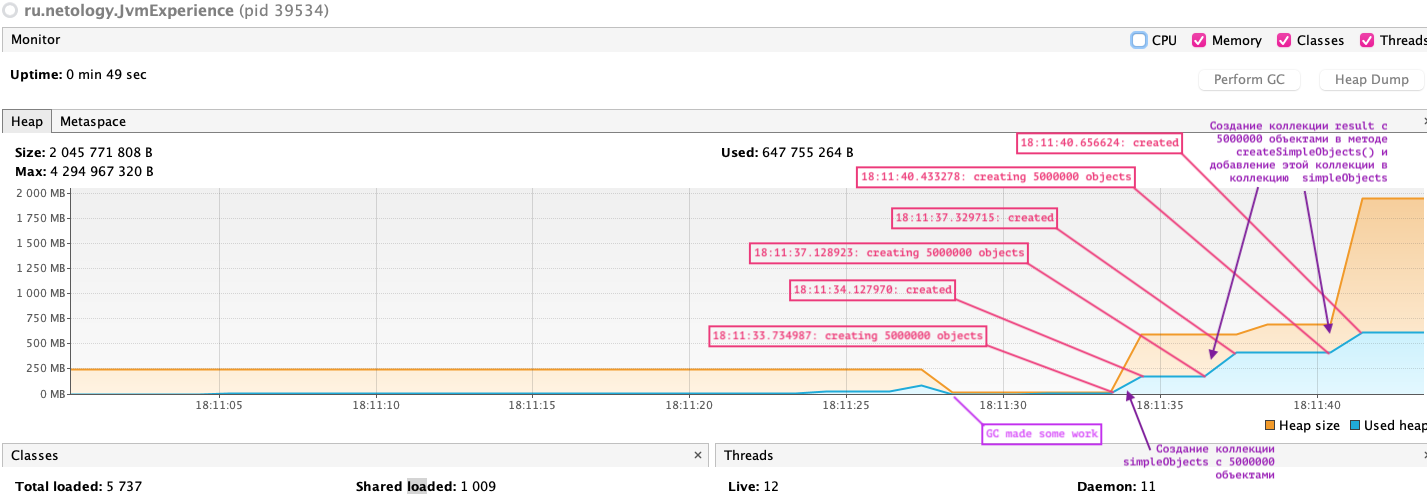 ru.netology.JvmExperience (pid 39534)
Monitor
CPU Memory Classes Threads
Uptime: 0 min 49 sec
Perform GC Heap Dump
Heap Metaspace
Size: 2 045 771 808 B
Max: 4 294 967 320 B
Used: 647 755 264 B
Создание коллекции result с
5000000 объектами в методе
createSimpleObjects() и
добавление этой коллекции в
коллекцию simpleObjects
18:11:40.656624: created
18:11:40.433278: creating 5000000 objects
18:11:37.329715: created
18:11:37.128923: creating 5000000 objects
18:11:34.127970: created
18:11:33.734987: creating 5000000 objects
2 000 MB
1 750 MB
1 500 MB
1 250 MB
1 000 MB
750 MB
500 MB
250 MB
0 MB
18:11:05 18:11:10 18:11:15 18:11:20 18:11:25 18:11:30 18:11:35 18:11:40
GC made some work
Heap size Used heap
Создание коллекции
simpleObjects с 5000000
объектами
Classes
Total loaded: 5 737 Shared loaded: 1 009
Threads
Live: 12 Daemon: 11